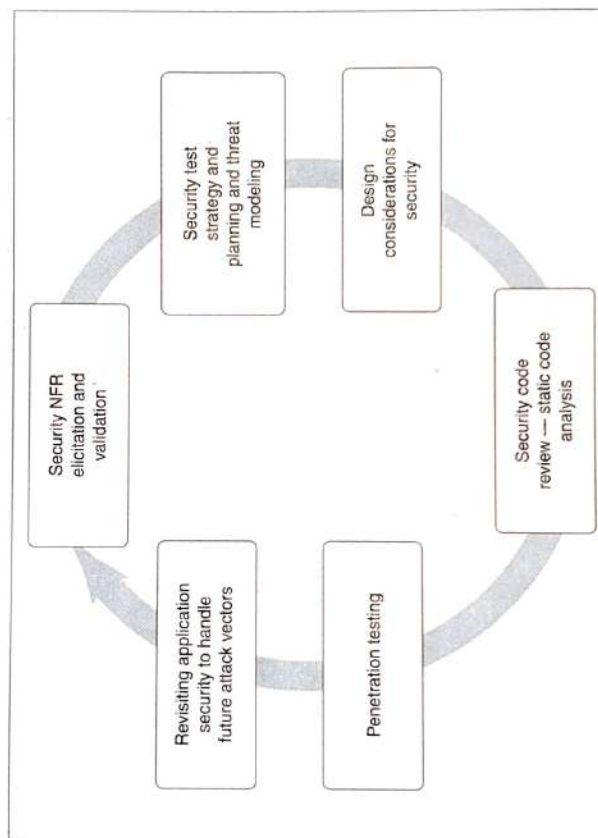 Security NFR
elicitation and
validation
Security test
strategy and
planning and threat
modeling
Design
considerations for
security
Security code
review — static code
analysis
Penetration testing
Revisiting application
security to handle
future attack vectors